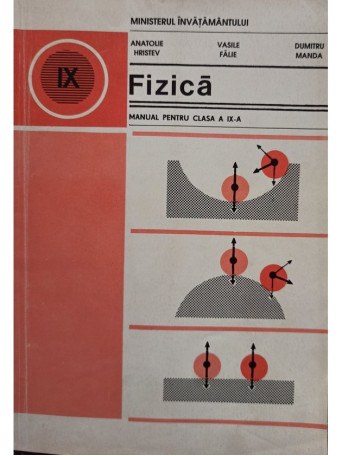 MINISTERUL ÎNVĂȚĂMÂNTULUI
ANATOLIE HRISTEV
VASILE FĂLIE
DUMITRU MANDA
IX
Fizică
MANUAL PENTRU CLASA A IX-A